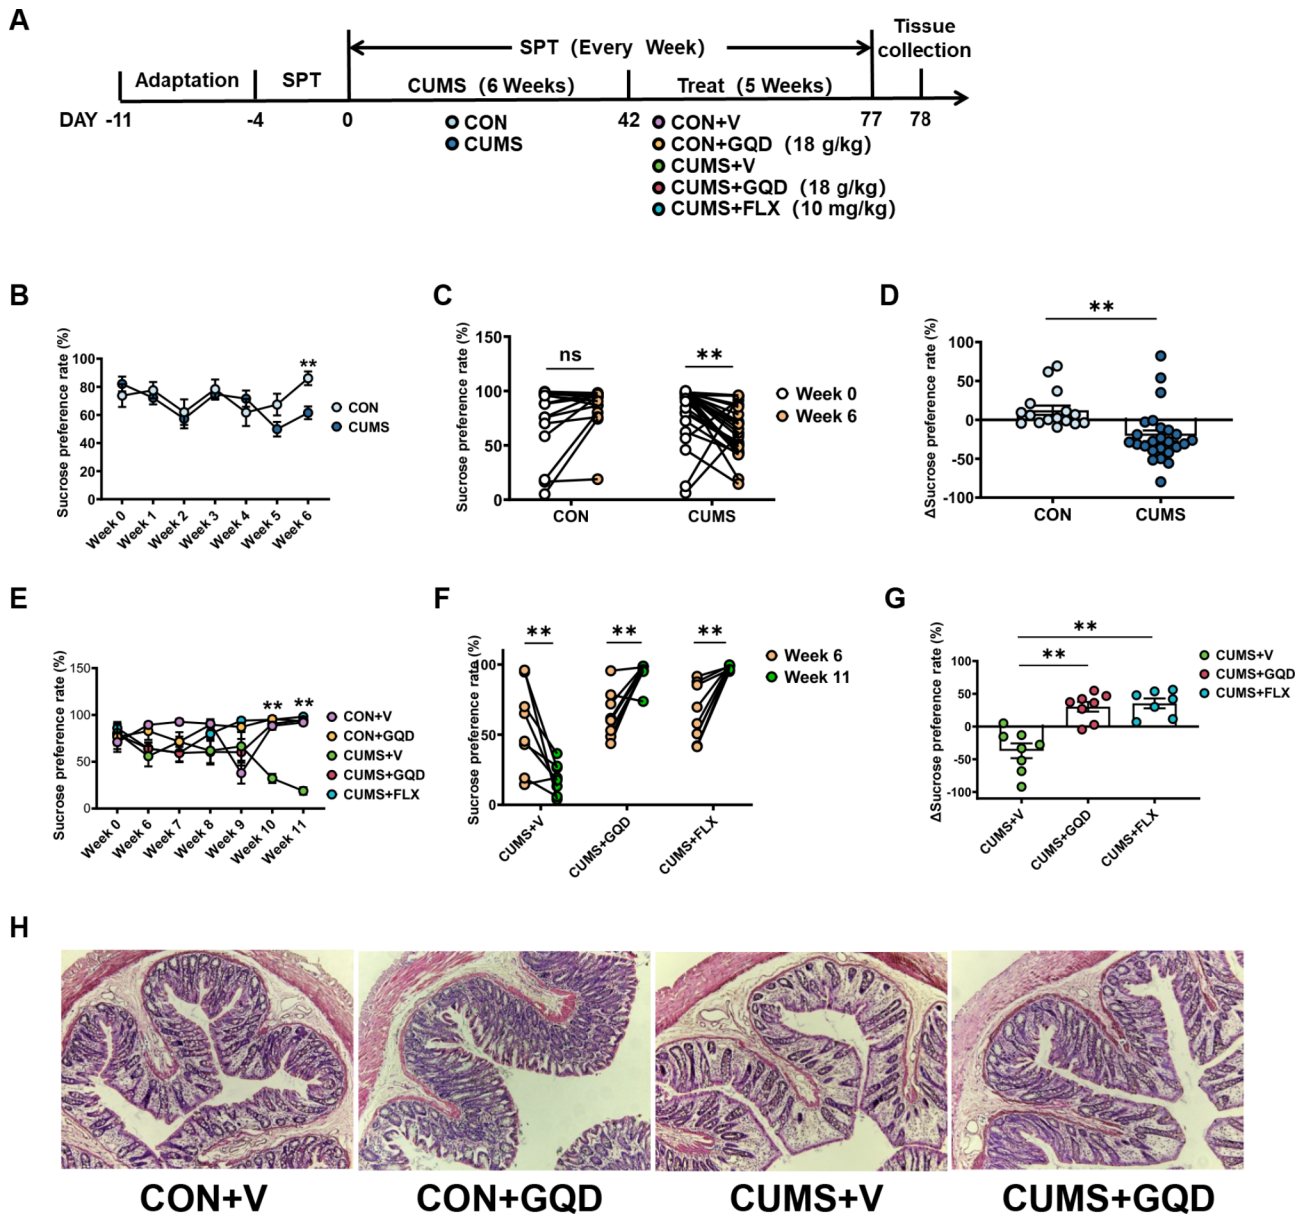 A
Tissue
collection
SPT (Every Week)
Adaptation
SPT
CUMS (6 Weeks)
Treat (5 Weeks)
DAY -11 -4 0 42 77 78
CON
CUMS
CON+V
CON+GQD (18 g/kg)
CUMS+V
CUMS+GQD (18 g/kg)
CUMS+FLX (10 mg/kg)
B
Sucrose preference rate (%)
100
80
60
40
20
0
**
CON
CUMS
Week 0 Week 1 Week 2 Week 3 Week 4 Week 5 Week 6
C
Sucrose preference rate (%)
150
100
50
0
ns
**
Week 0
Week 6
CON CUMS
D
ΔSucrose preference rate (%)
100
50
0
-50
-100
**
CON CUMS
E
Sucrose preference rate (%)
150
100
50
0
** **
CON+V
CON+GQD
CUMS+V
CUMS+GQD
CUMS+FLX
Week 0 Week 6 Week 7 Week 8 Week 9 Week 10 Week 11
F
Sucrose preference rate (%)
100
50
0
** ** **
Week 6
Week 11
CUMS+V CUMS+GQD CUMS+FLX
G
ΔSucrose preference rate (%)
100
50
0
-50
-100
**
**
CUMS+V
CUMS+GQD
CUMS+FLX
CUMS+V CUMS+GQD CUMS+FLX
H
CON+V CON+GQD CUMS+V CUMS+GQD